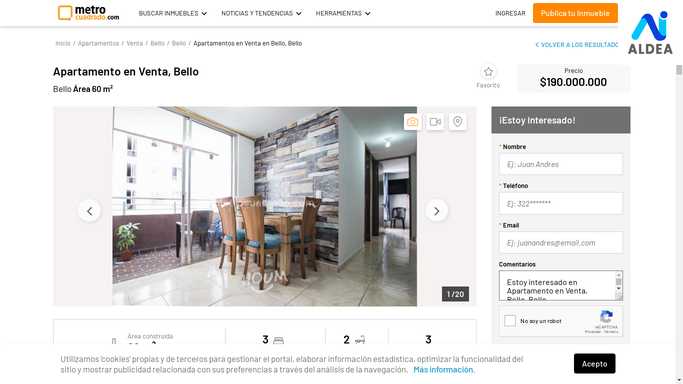 metro
cuadrado.com
BUSCAR INMUEBLES
NOTICIAS Y TENDENCIAS
HERRAMIENTAS
INGRESAR
Publica tu Inmueble
ALDEA
Inicio / Apartamentos / Venta / Bello / Bello / Apartamentos en Venta en Bello, Bello
VOLVER A LOS RESULTADO
Apartamento en Venta, Bello
Bello Área 60 m²
Favorito
Precio
$190.000.000
¡Estoy Interesado!
* Nombre
Ej: Juan Andres
* Teléfono
Ej: 322*******
* Email
Ej: juanandres@email.com
Comentarios
Estoy interesado en
Apartamento en Venta,
Bello, Bello
No soy un robot
reCAPTCHA
Privacidad - Términos
1 / 20
Área construida
3
2
3
Utilizamos 'cookies' propias y de terceros para gestionar el portal, elaborar información estadística, optimizar la funcionalidad del
sitio y mostrar publicidad relacionada con sus preferencias a través del análisis de la navegación. Más información.
Acepto